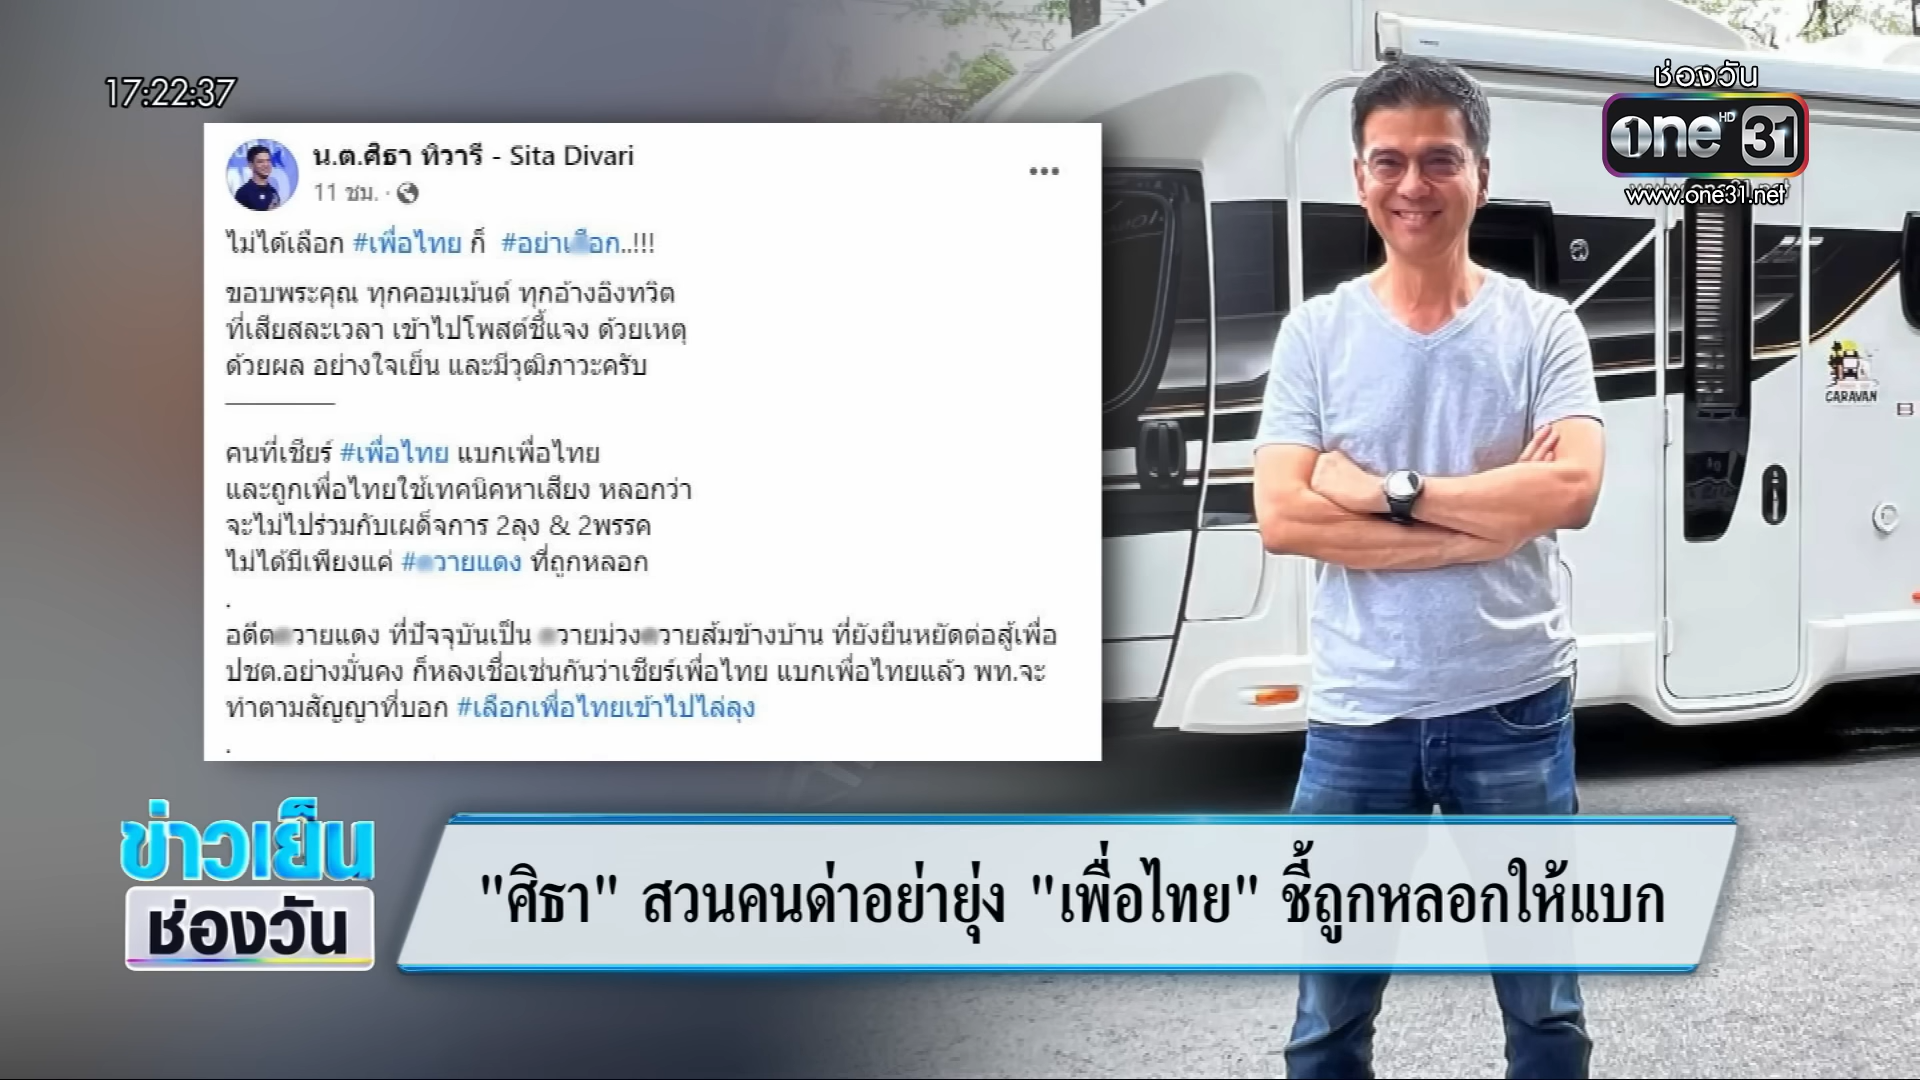 17:22:37
ช่องวัน
one HD 31
www.one31.net
น.ต.ศิธา ทิวารี - Sita Divari
11 ชม.
ไม่ได้เลือก #เพื่อไทย ก็ #อย่าเ อก..!!!
ขอบพระคุณ ทุกคอมเม้นต์ ทุกอ้างอิงทวิต
ที่เสียสละเวลา เข้าไปโพสต์ชี้แจง ด้วยเหตุ
ด้วยผล อย่างใจเย็น และมีวุฒิภาวะครับ
คนที่เชียร์ #เพื่อไทย แบกเพื่อไทย
และถูกเพื่อไทยใช้เทคนิคหาเสียง หลอกว่า
จะไม่ไปร่วมกับเผด็จการ 2ลุง & 2พรรค
ไม่ได้มีเพียงแค่ # วายแดง ที่ถูกหลอก
.
อดีต วายแดง ที่ปัจจุบันเป็น วายม่วง วายส้มข้างบ้าน ที่ยังยืนหยัดต่อสู้เพื่อ
ปชต.อย่างมั่นคง ก็หลงเชื่อเช่นกันว่าเชียร์เพื่อไทย แบกเพื่อไทยแล้ว พท.จะ
ทำตามสัญญาที่บอก #เลือกเพื่อไทยเข้าไปไล่ลุง
.
CARAVAN
ข่าวเย็น
ช่องวัน
"ศิธา" สวนคนด่าอย่ายุ่ง "เพื่อไทย" ชี้ถูกหลอกให้แบก